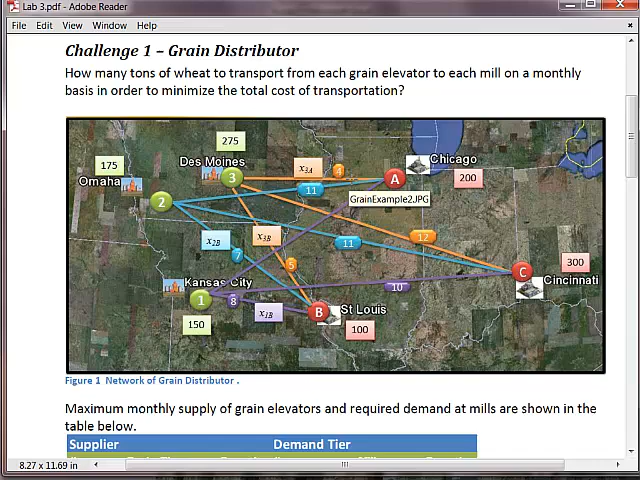 Lab 3.pdf - Adobe Reader
File Edit View Window Help
Challenge 1 – Grain Distributor
How many tons of wheat to transport from each grain elevator to each mill on a monthly
basis in order to minimize the total cost of transportation?
275
175
Des Moines
Chicago
Omaha
3
x3A
4
A
200
11
GrainExample2.JPG
2
x2B
x3B
11
12
7
5
300
C
Cincinnati
Kansas City
10
1
8
x1B
B
St Louis
150
100
Figure 1 Network of Grain Distributor .
Maximum monthly supply of grain elevators and required demand at mills are shown in the
table below.
Supplier Demand Tier
8.27 x 11.69 in